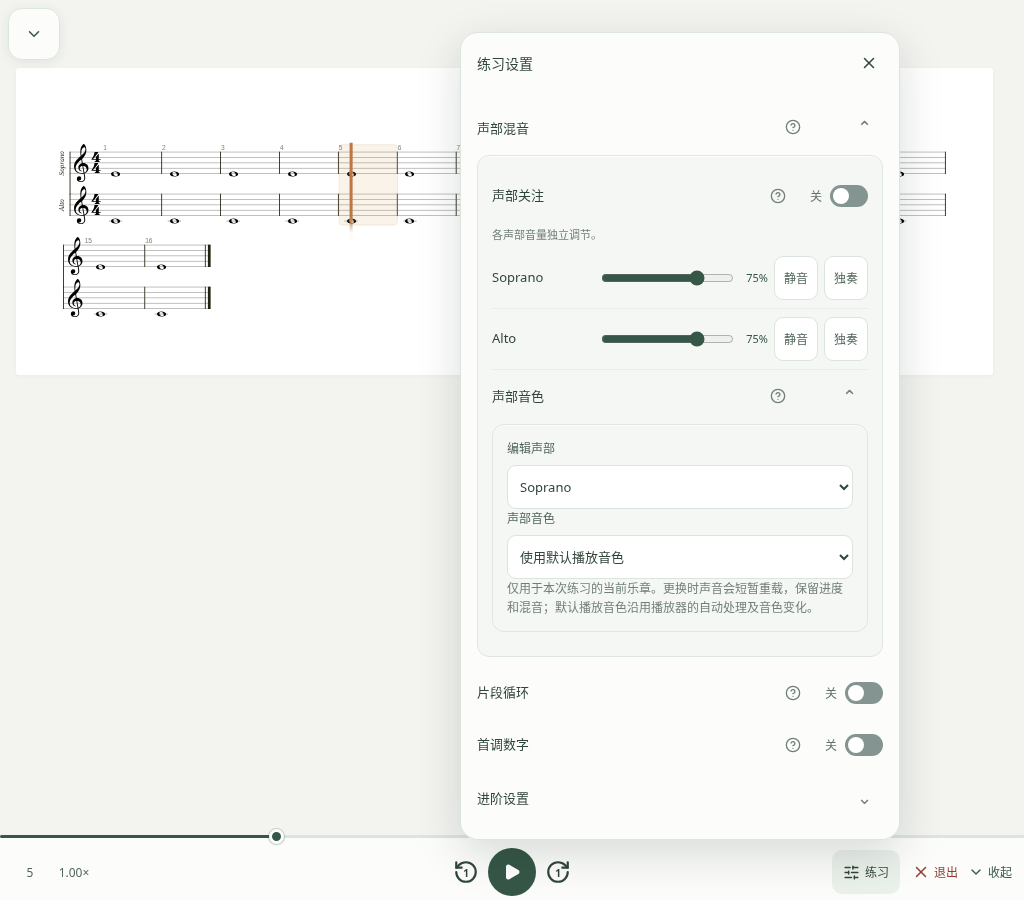 练习设置
声部混音
Soprano
1
2
3
4
5
6
7
声部关注
关
Alto
各声部音量独立调节。
Soprano
75%
静音
独奏
15
16
Alto
75%
静音
独奏
声部音色
编辑声部
Soprano
声部音色
使用默认播放音色
仅用于本次练习的当前乐章。更换时声音会短暂重载，保留进度
和混音；默认播放音色沿用播放器的自动处理及音色变化。
片段循环
关
首调数字
关
进阶设置
5
1.00×
1
1
练习
退出
收起